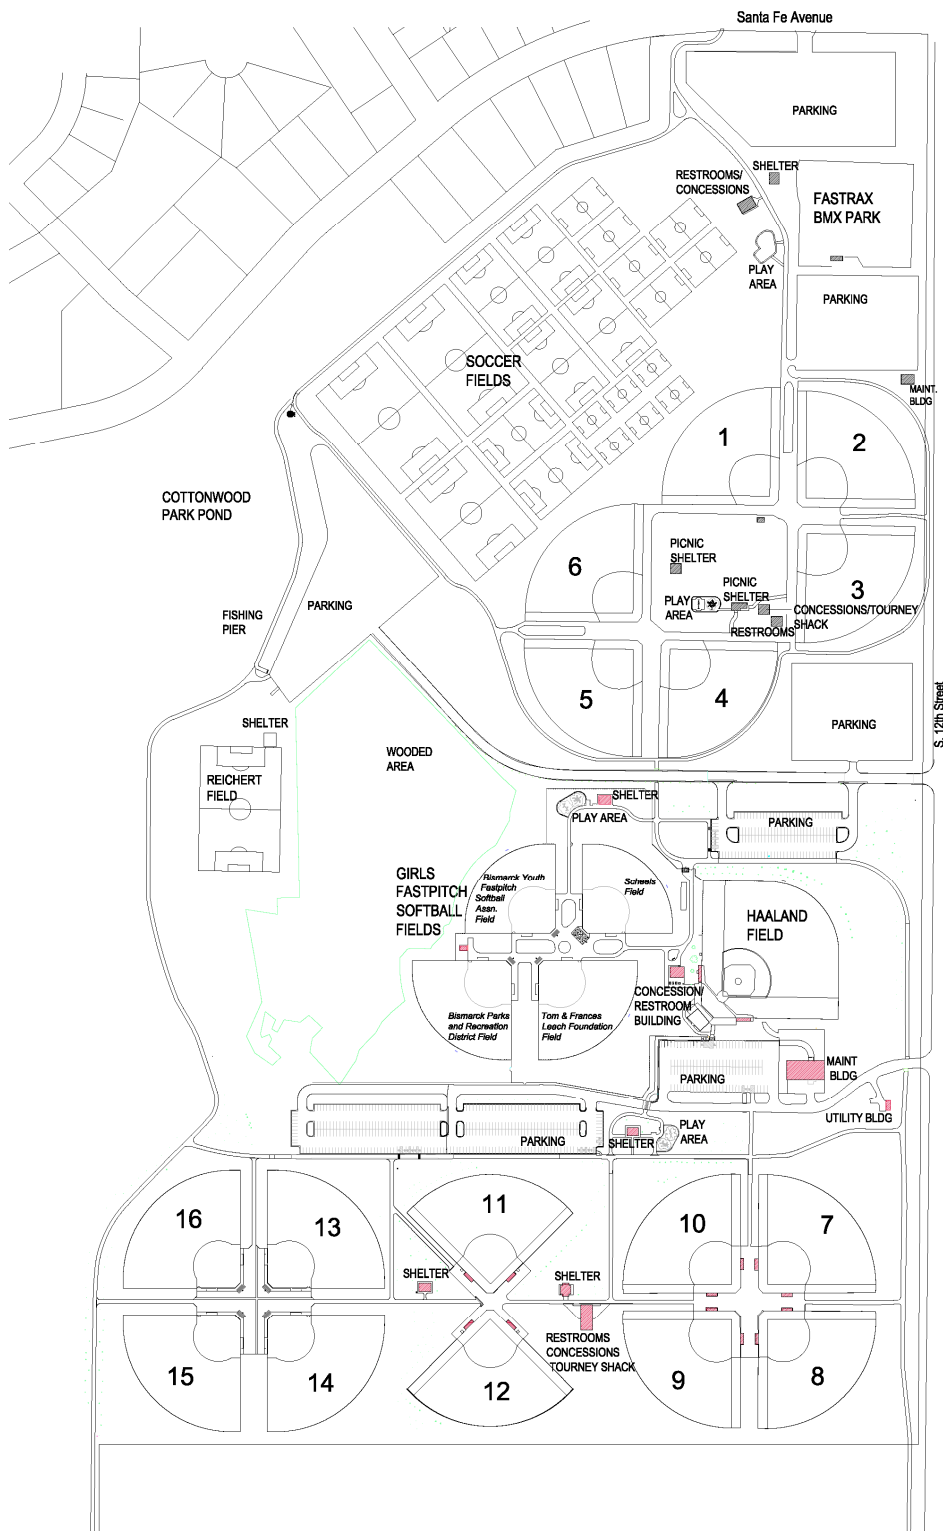 Santa Fe Avenue
PARKING
SHELTER
RESTROOMS/
CONCESSIONS
FASTRAX
BMX PARK
PLAY
AREA
PARKING
SOCCER
FIELDS
MAINT.
BLDG
1
2
COTTONWOOD
PARK POND
PICNIC
SHELTER
6
PICNIC
SHELTER
3
PLAY
AREA
CONCESSIONS/TOURNEY
SHACK
RESTROOMS
PARKING
FISHING
PIER
5
4
S. 12th Street
PARKING
SHELTER
WOODED
AREA
REICHERT
FIELD
SHELTER
PLAY AREA
PARKING
GIRLS
FASTPITCH
SOFTBALL
FIELDS
Bismarck Youth
Fastpitch
Softball
Assn.
Field
Scheels
Field
HAALAND
FIELD
CONCESSION/
RESTROOM
BUILDING
Bismarck Parks
and Recreation
District Field
Tom & Frances
Leach Foundation
Field
MAINT
BLDG
PARKING
UTILITY BLDG
PARKING
SHELTER
PLAY
AREA
16
13
11
10
7
SHELTER
SHELTER
RESTROOMS
CONCESSIONS
TOURNEY SHACK
15
14
12
9
8